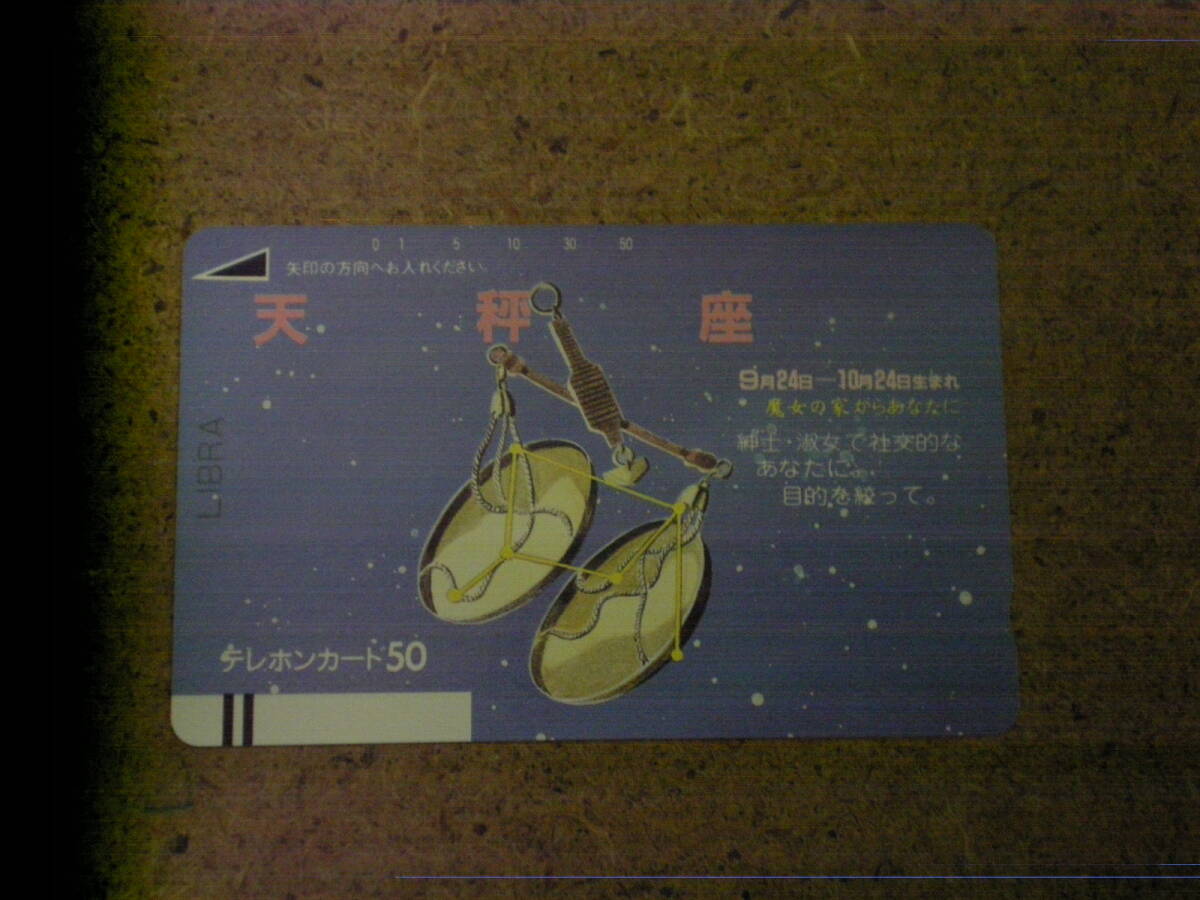 0 1 5 10 30 50
矢印の方向へお入れください。
天秤座
LIBRA
9月24日―10月24日生まれ
魔女の家からあなたに
紳士・淑女で社交的な
あなたに…!
目的を絞って。
テレホンカード50